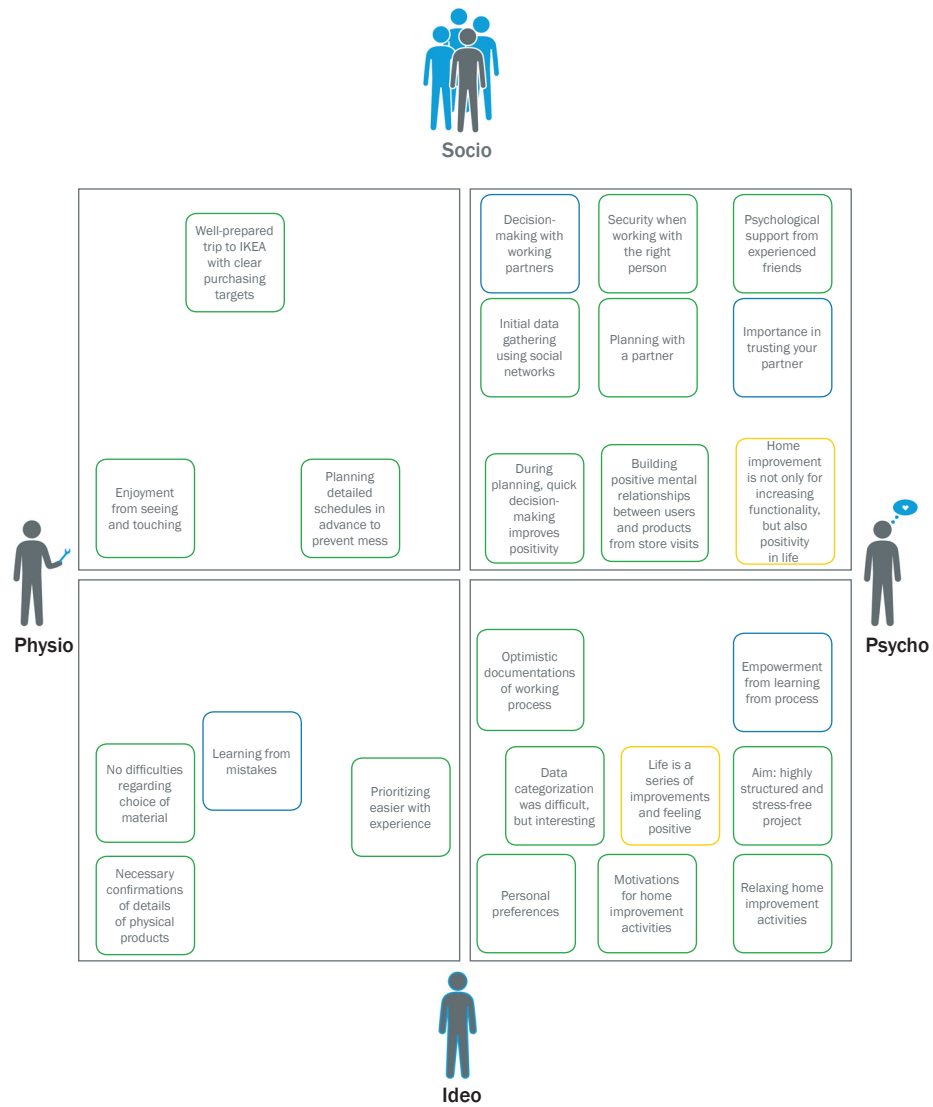 Socio
Well-prepared
trip to IKEA
with clear
purchasing
targets
Enjoyment
from seeing
and touching
Planning
detailed
schedules in
advance to
prevent mess
Decision-
making with
working
partners
Security when
working with
the right
person
Psychological
support from
experienced
friends
Initial data
gathering
using social
networks
Planning with
a partner
Importance in
trusting your
partner
During
planning, quick
decision-
making
improves
positivity
Building
positive mental
relationships
between users
and products
from store visits
Home
improvement
is not only for
increasing
functionality,
but also
positivity
in life
Physio
Psycho
No difficulties
regarding
choice of
material
Learning from
mistakes
Prioritizing
easier with
experience
Necessary
confirmations
of details
of physical
products
Optimistic
documentations
of working
process
Empowerment
from learning
from process
Data
categorization
was difficult,
but interesting
Life is a
series of
improvements
and feeling
positive
Aim: highly
structured and
stress-free
project
Personal
preferences
Motivations
for home
improvement
activities
Relaxing home
improvement
activities
Ideo